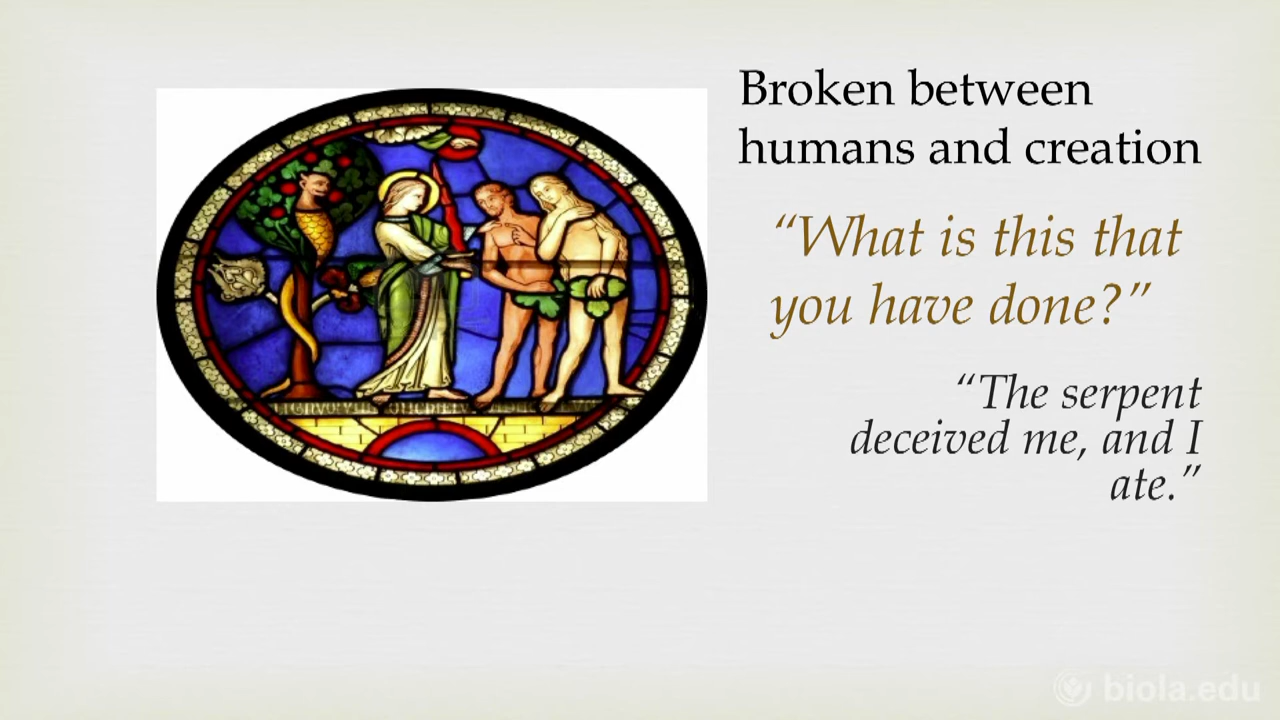 Broken between
humans and creation
“What is this that
you have done?”
“The serpent
deceived me, and I
ate.”
biola.edu